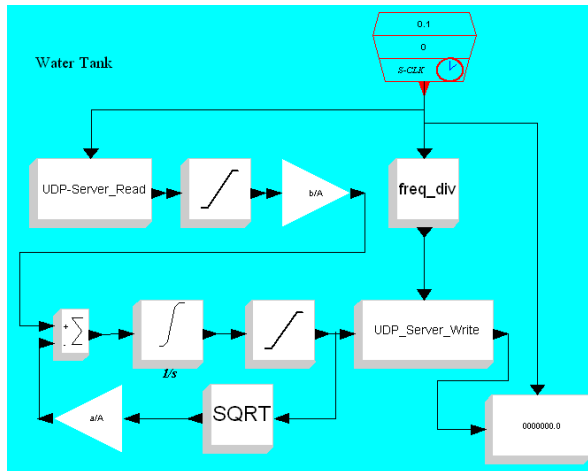 0.1
0
Water Tank
S-CLK
UDP-Server_Read
b/A
freq_div
+
Σ
-
1/s
UDP_Server_Write
a/A
SQRT
0000000.0